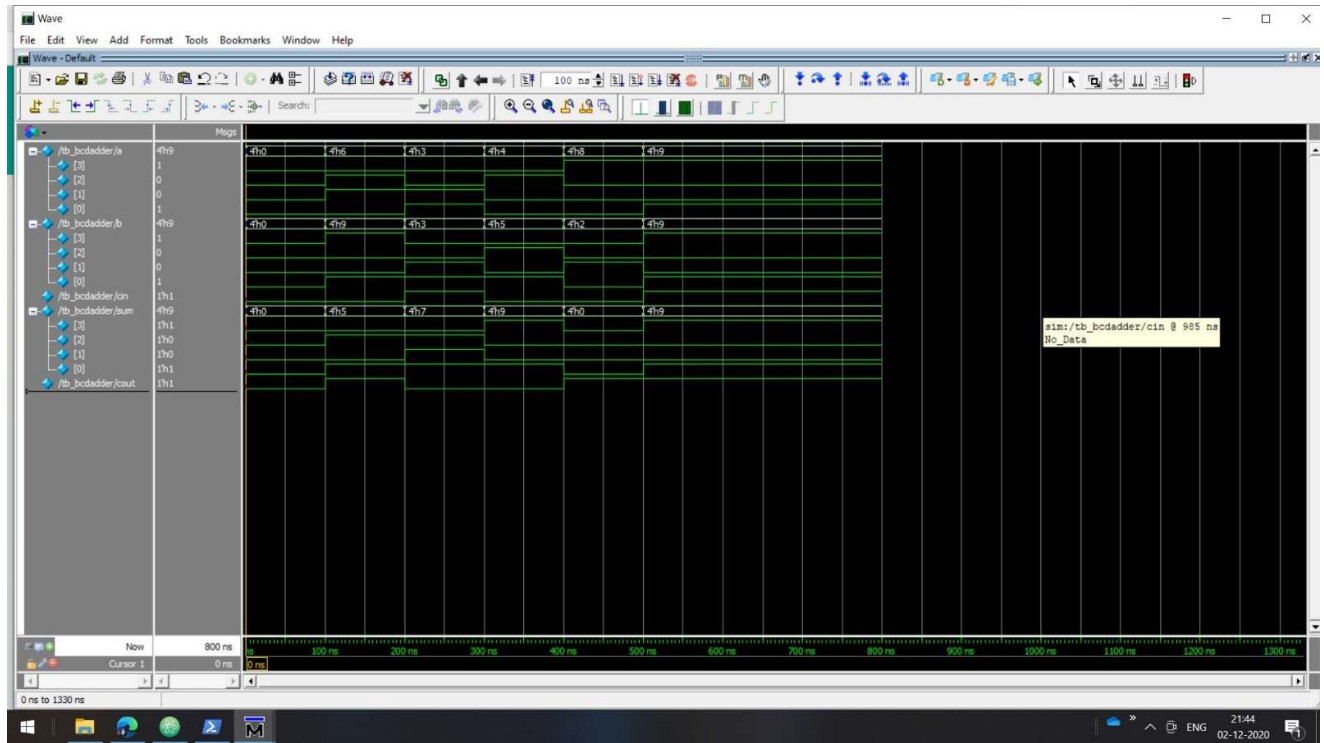 Wave
File Edit View Add Format Tools Bookmarks Window Help
Wave - Default
100 ns
Search:
Msgs
/tb_bcdadder/a 4'h9 4'h0 4'h6 4'h3 4'h4 4'h8 4'h9
[3] 1
[2] 0
[1] 0
[0] 1
/tb_bcdadder/b 4'h9 4'h0 4'h9 4'h3 4'h5 4'h2 4'h9
[3] 1
[2] 0
[1] 0
[0] 1
/tb_bcdadder/cin 1'h1
/tb_bcdadder/sum 4'h9 4'h0 4'h5 4'h7 4'h9 4'h0 4'h9
[3] 1'h1
[2] 1'h0
[1] 1'h0
[0] 1'h1
/tb_bcdadder/cout 1'h1
sim:/tb_bcdadder/cin @ 985 ns
No_Data
Now 800 ns ns 100 ns 200 ns 300 ns 400 ns 500 ns 600 ns 700 ns 800 ns 900 ns 1000 ns 1100 ns 1200 ns 1300 ns
Cursor 1 0 ns 0 ns
0 ns to 1330 ns
ENG
21:44
02-12-2020